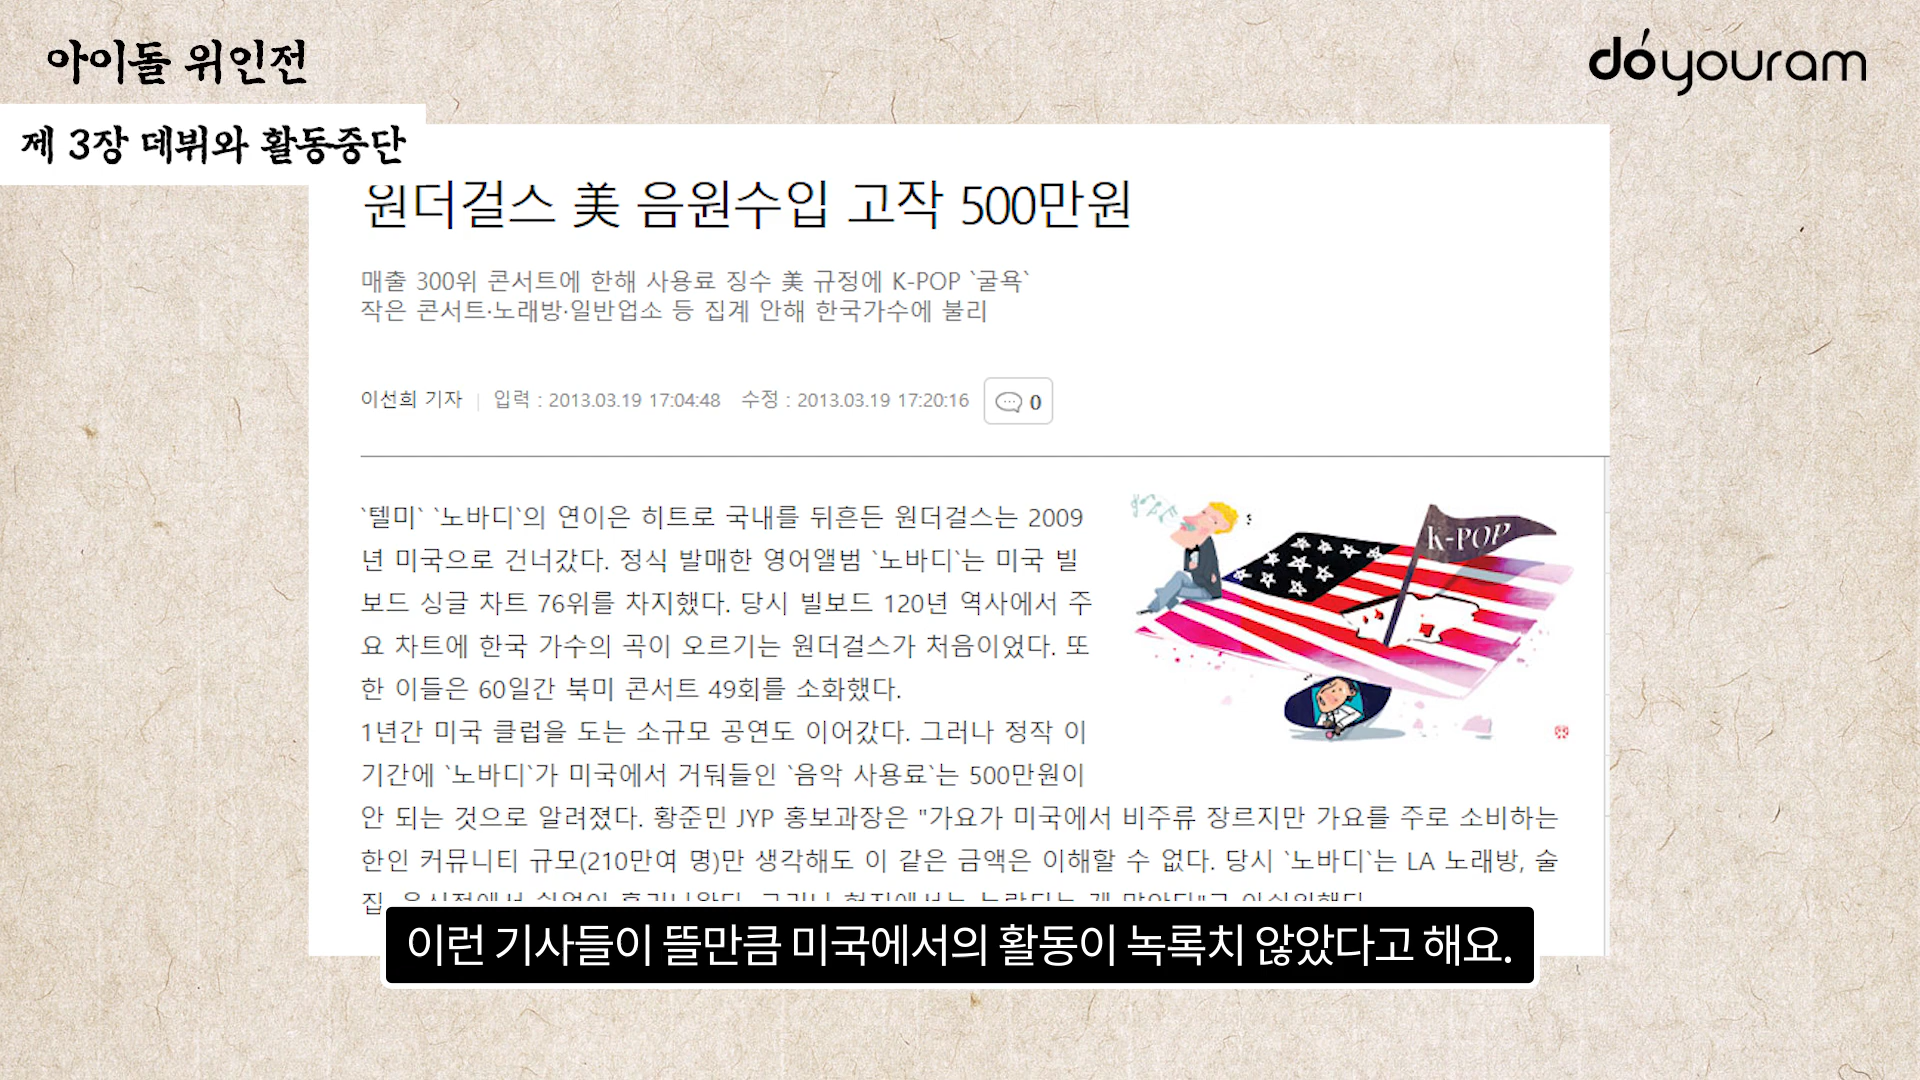 아이돌 위인전
dóyouram
제 3장 데뷔와 활동중단
원더걸스 美 음원수입 고작 500만원
매출 300위 콘서트에 한해 사용료 징수 美 규정에 K-POP `굴욕`
작은 콘서트·노래방·일반업소 등 집계 안해 한국가수에 불리
이선희 기자 | 입력 : 2013.03.19 17:04:48 수정 : 2013.03.19 17:20:16 0
`텔미` `노바디`의 연이은 히트로 국내를 뒤흔든 원더걸스는 2009
년 미국으로 건너갔다. 정식 발매한 영어앨범 `노바디`는 미국 빌
보드 싱글 차트 76위를 차지했다. 당시 빌보드 120년 역사에서 주
요 차트에 한국 가수의 곡이 오르기는 원더걸스가 처음이었다. 또
한 이들은 60일간 북미 콘서트 49회를 소화했다.
1년간 미국 클럽을 도는 소규모 공연도 이어갔다. 그러나 정작 이
기간에 `노바디`가 미국에서 거둬들인 `음악 사용료`는 500만원이
K-POP
안 되는 것으로 알려졌다. 황준민 JYP 홍보과장은 "가요가 미국에서 비주류 장르지만 가요를 주로 소비하는
한인 커뮤니티 규모(210만여 명)만 생각해도 이 같은 금액은 이해할 수 없다. 당시 `노바디`는 LA 노래방, 술
집,
이런 기사들이 뜰만큼 미국에서의 활동이 녹록치 않았다고 해요.